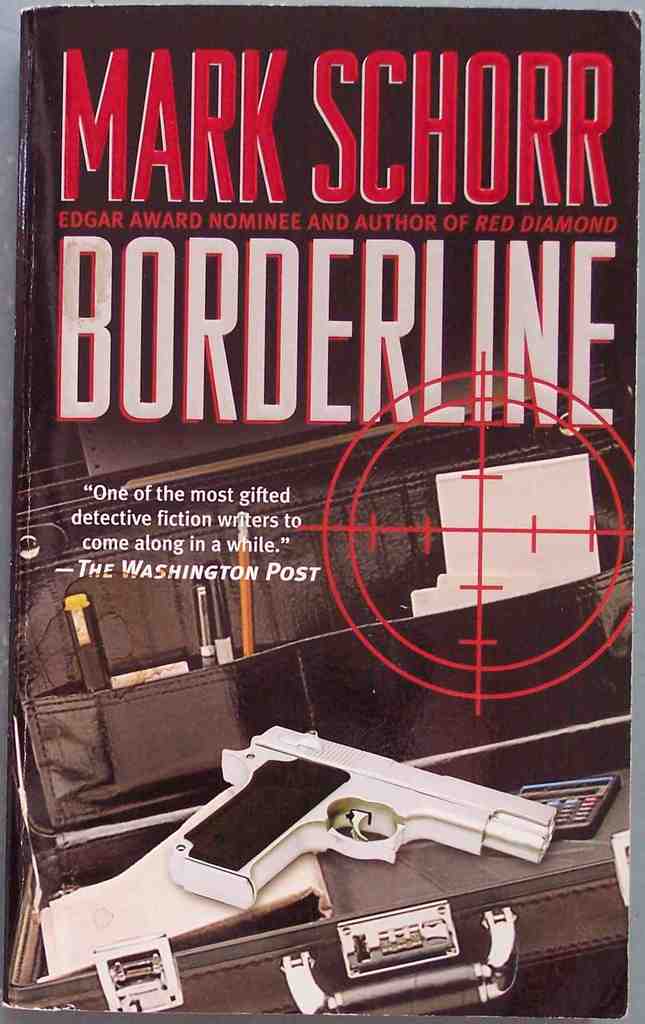 MARK SCHORR
EDGAR AWARD NOMINEE AND AUTHOR OF RED DIAMOND
BORDERLINE
“One of the most gifted
detective fiction writers to
come along in a while.”
—THE WASHINGTON POST